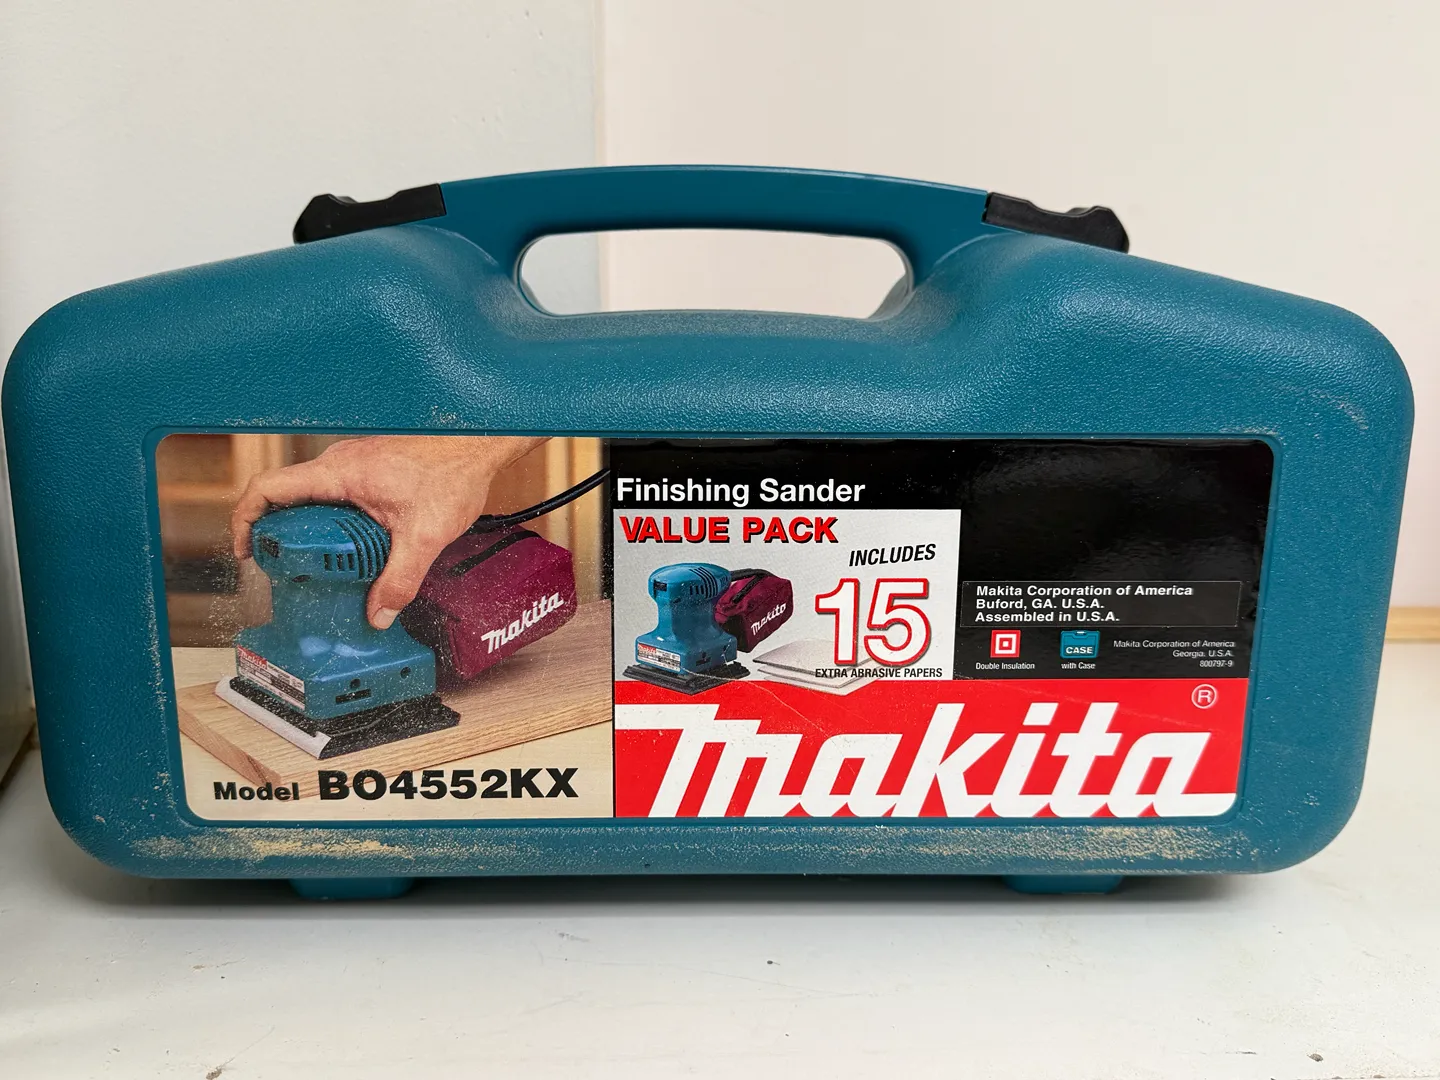 Finishing Sander
VALUE PACK
INCLUDES
15
EXTRA ABRASIVE PAPERS
makita
makita
Makita
Model BO4552KX
Makita Corporation of America
Buford, GA. U.S.A.
Assembled in U.S.A.
Double Insulation
CASE
with Case
Makita Corporation of America
Georgia, U.S.A.
800797-9
makita
®